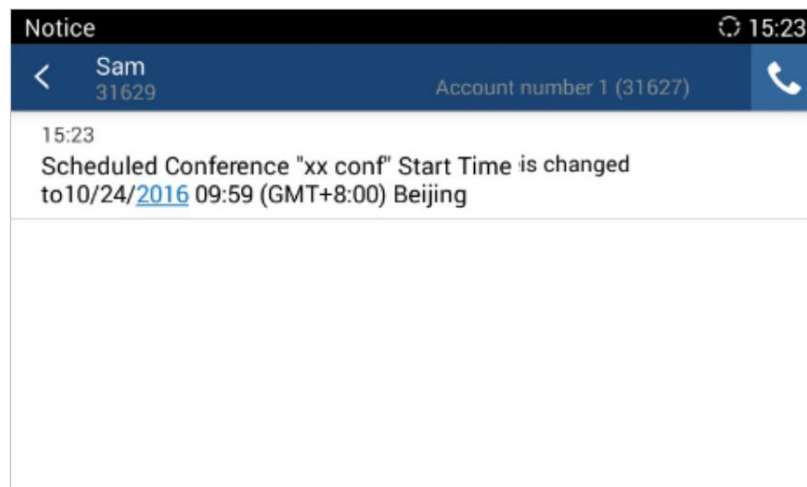 Notice 15:23
Sam
31629 Account number 1 (31627)
15:23
Scheduled Conference "xx conf" Start Time is changed
to10/24/2016 09:59 (GMT+8:00) Beijing